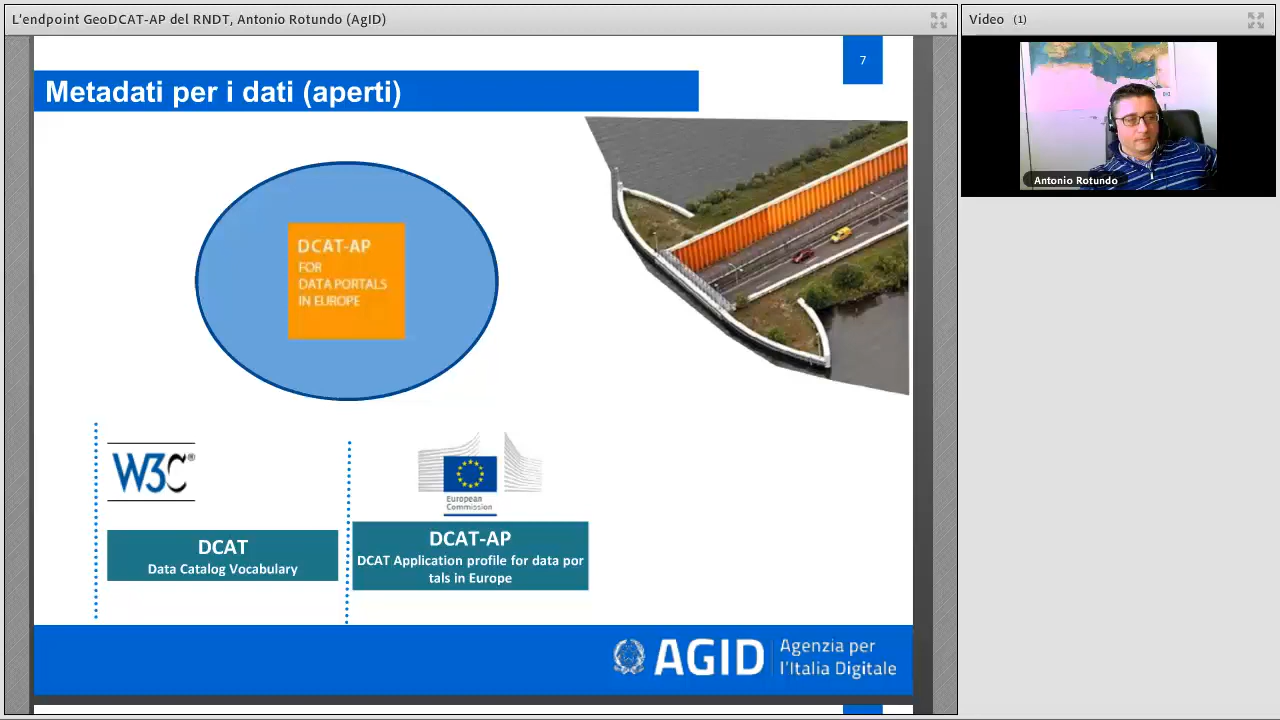 L'endpoint GeoDCAT-AP del RNDT, Antonio Rotundo (AgID)
Video (1)
7
Metadati per i dati (aperti)
Antonio Rotundo
DCAT-AP
FOR
DATA PORTALS
IN EUROPE
W3C®
European
Commission
DCAT
Data Catalog Vocabulary
DCAT-AP
DCAT Application profile for data por
tals in Europe
AGID
Agenzia per
l'Italia Digitale